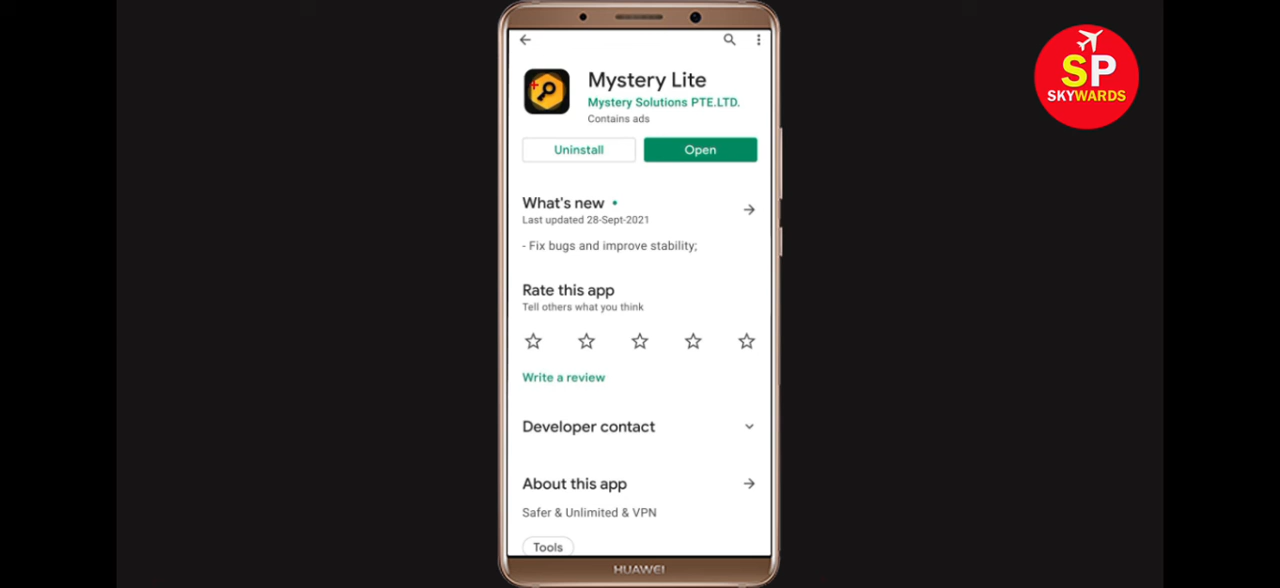 Mystery Lite
Mystery Solutions PTE.LTD.
Contains ads
Uninstall
Open
What's new
Last updated 28-Sept-2021
- Fix bugs and improve stability;
Rate this app
Tell others what you think
Write a review
Developer contact
About this app
Safer & Unlimited & VPN
Tools
HUAWEI
SP
SKYWARDS